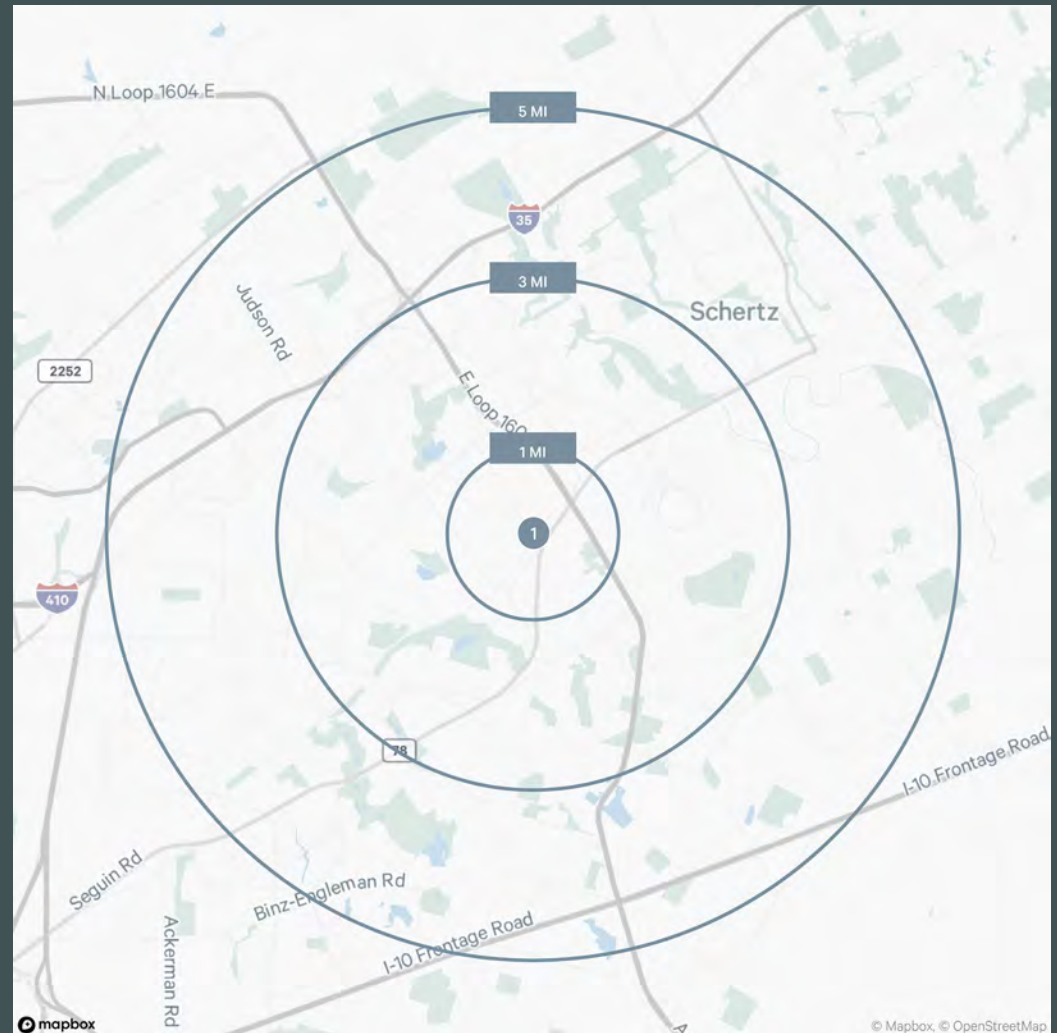 N Loop 1604 E
5 MI
35
3 MI
Judson Rd
Schertz
2252
E Loop 160
1 MI
1
410
78
I-10 Frontage Road
Seguin Rd
Binz-Engleman Rd
Ackerman Rd
I-10 Frontage Road
A
mapbox
© Mapbox, © OpenStreetMap